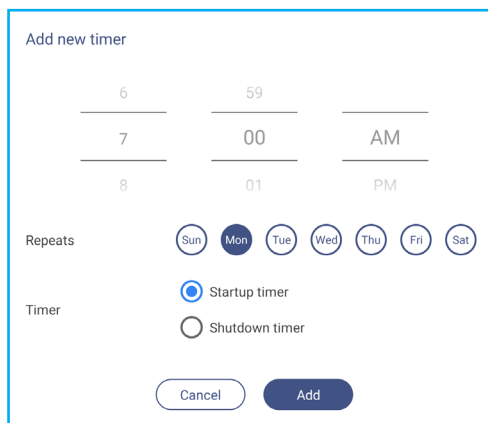 Add new timer
6 59
7 00 AM
8 01 PM
Repeats Sun Mon Tue Wed Thu Fri Sat
Startup timer
Timer
Shutdown timer
Cancel Add